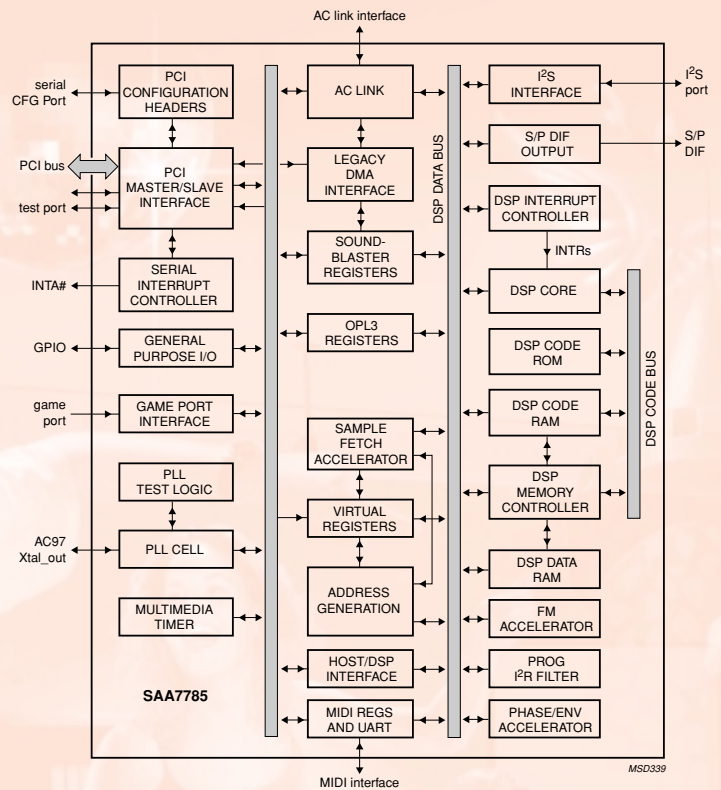 AC link interface
serial
CFG Port
PCI bus
test port
INTA#
GPIO
game
port
AC97
Xtal_out
PCI
CONFIGURATION
HEADERS
PCI
MASTER/SLAVE
INTERFACE
SERIAL
INTERRUPT
CONTROLLER
GENERAL
PURPOSE I/O
GAME PORT
INTERFACE
PLL
TEST LOGIC
PLL CELL
MULTIMEDIA
TIMER
SAA7785
AC LINK
LEGACY
DMA
INTERFACE
SOUND-
BLASTER
REGISTERS
OPL3
REGISTERS
SAMPLE
FETCH
ACCELERATOR
VIRTUAL
REGISTERS
ADDRESS
GENERATION
HOST/DSP
INTERFACE
MIDI REGS
AND UART
MIDI interface
DSP DATA BUS
I²S
INTERFACE
S/P DIF
OUTPUT
DSP INTERRUPT
CONTROLLER
INTRs
DSP CORE
DSP CODE
ROM
DSP CODE
RAM
DSP
MEMORY
CONTROLLER
DSP DATA
RAM
FM
ACCELERATOR
PROG
I²R FILTER
PHASE/ENV
ACCELERATOR
DSP CODE BUS
I²S
port
S/P
DIF
MSD339